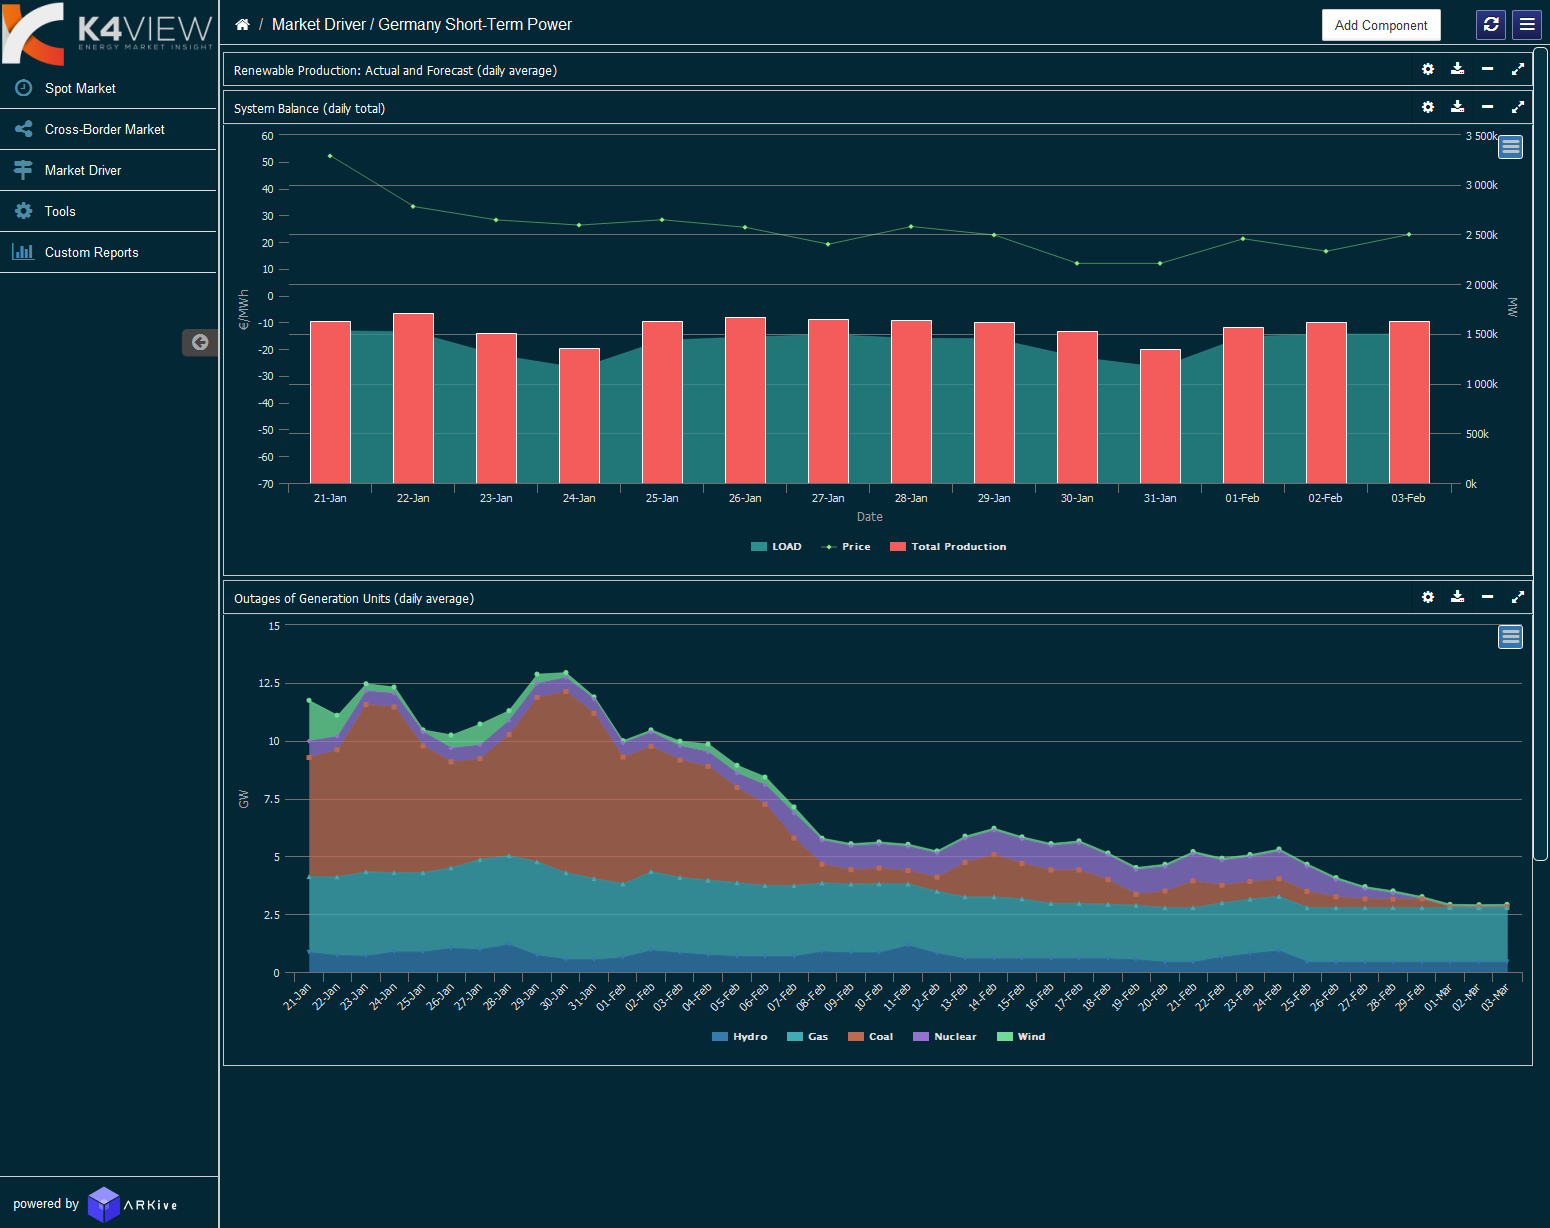 K4VIEW
ENERGY MARKET INSIGHT
/ Market Driver / Germany Short-Term Power
Add Component
Spot Market
Cross-Border Market
Market Driver
Tools
Custom Reports
Renewable Production: Actual and Forecast (daily average)
System Balance (daily total)
60
50
40
30
20
10
0
-10
-20
-30
-40
-50
-60
-70
€/MWh
3 500k
3 000k
2 500k
2 000k
1 500k
1 000k
500k
0k
MW
21-Jan 22-Jan 23-Jan 24-Jan 25-Jan 26-Jan 27-Jan 28-Jan 29-Jan 30-Jan 31-Jan 01-Feb 02-Feb 03-Feb
Date
LOAD Price Total Production
Outages of Generation Units (daily average)
15
12.5
10
7.5
5
2.5
0
GW
21-Jan 22-Jan 23-Jan 24-Jan 25-Jan 26-Jan 27-Jan 28-Jan 29-Jan 30-Jan 31-Jan 01-Feb 02-Feb 03-Feb 04-Feb 05-Feb 06-Feb 07-Feb 08-Feb 09-Feb 10-Feb 11-Feb 12-Feb 13-Feb 14-Feb 15-Feb 16-Feb 17-Feb 18-Feb 19-Feb 20-Feb 21-Feb 22-Feb 23-Feb 24-Feb 25-Feb 26-Feb 27-Feb 28-Feb 29-Feb 01-Mar 02-Mar 03-Mar
Hydro Gas Coal Nuclear Wind
powered by ARKive